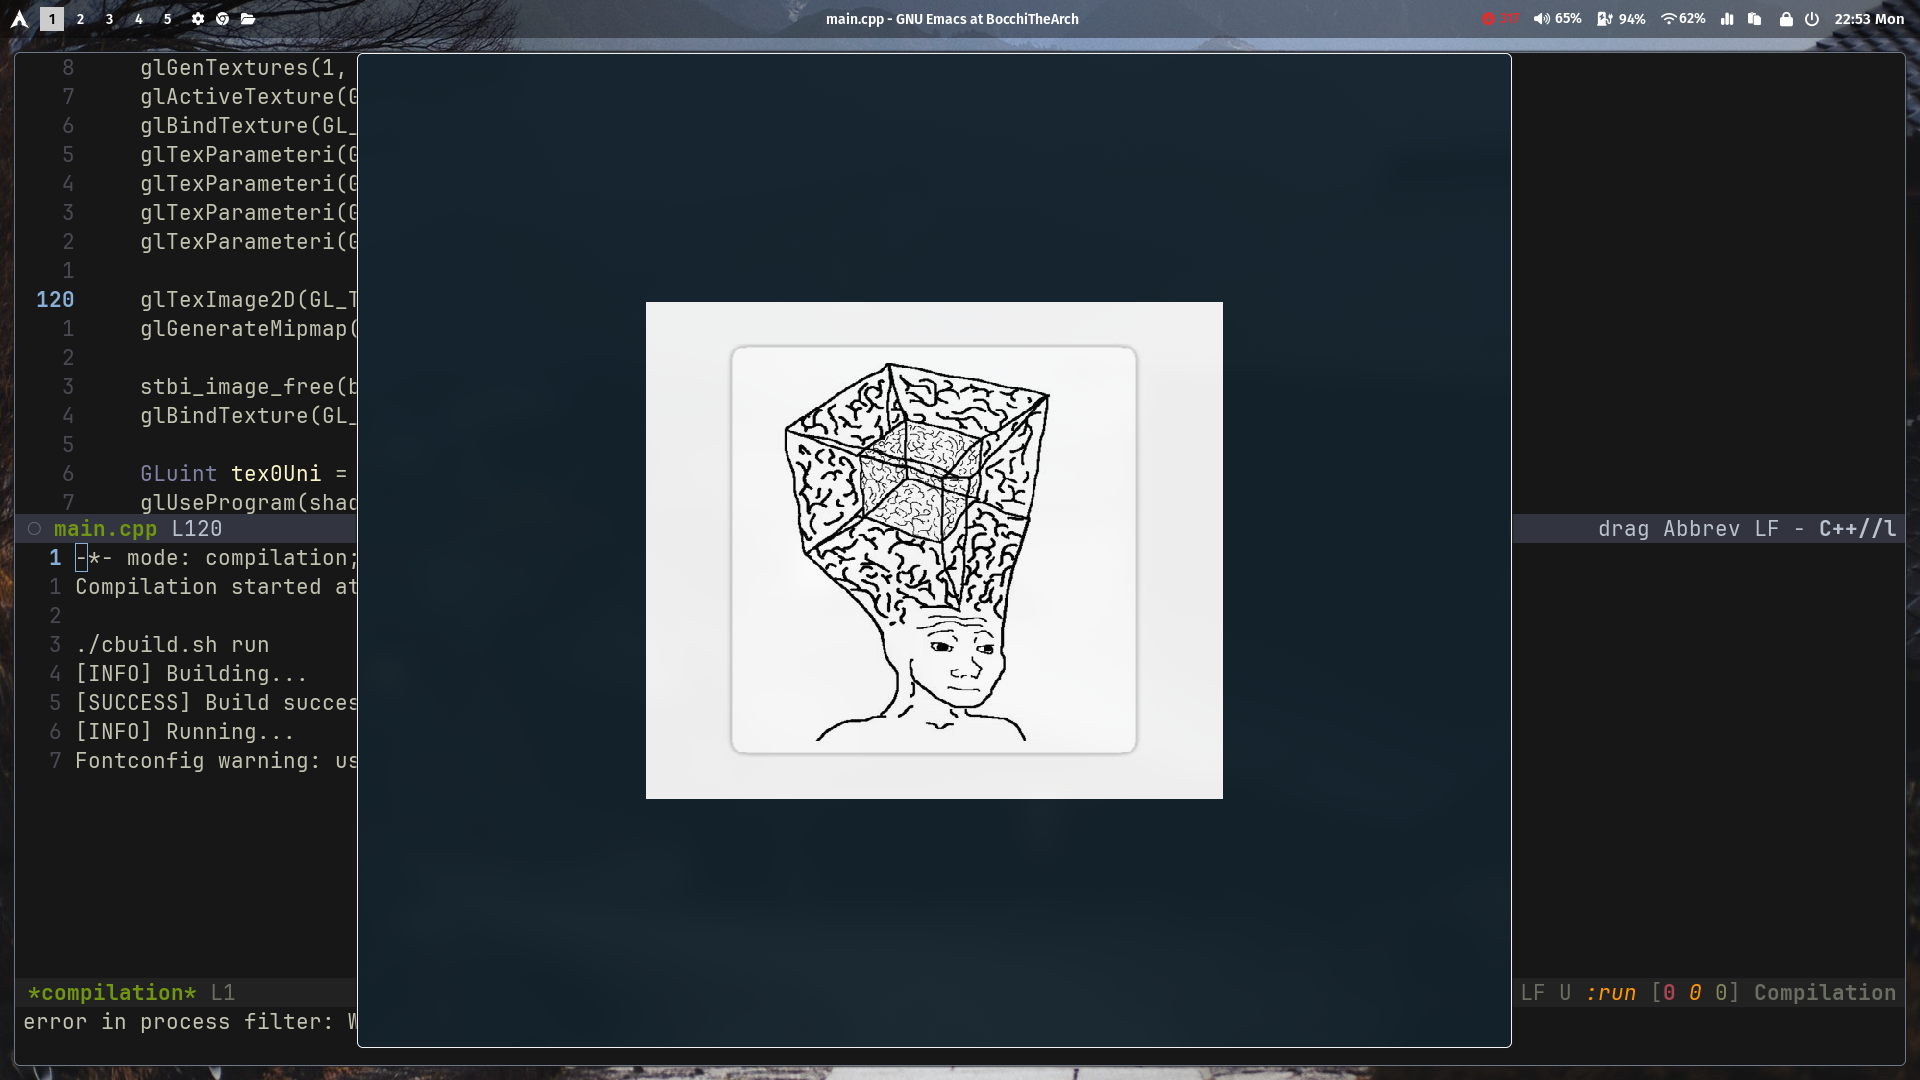 1 2 3 4 5 main.cpp - GNU Emacs at BocchiTheArch 317 65% 94% 62% 22:53 Mon
8 glGenTextures(1,
7 glActiveTexture(G
6 glBindTexture(GL_
5 glTexParameteri(G
4 glTexParameteri(G
3 glTexParameteri(G
2 glTexParameteri(G
1
120 glTexImage2D(GL_T
1 glGenerateMipmap(
2
3 stbi_image_free(b
4 glBindTexture(GL_
5
6 GLuint tex0Uni =
7 glUseProgram(shad
main.cpp L120 drag Abbrev LF - C++//l
1 -*- mode: compilation;
1 Compilation started at
2
3 ./cbuild.sh run
4 [INFO] Building...
5 [SUCCESS] Build succes
6 [INFO] Running...
7 Fontconfig warning: us
*compilation* L1 LF U :run [0 0 0] Compilation
error in process filter: W